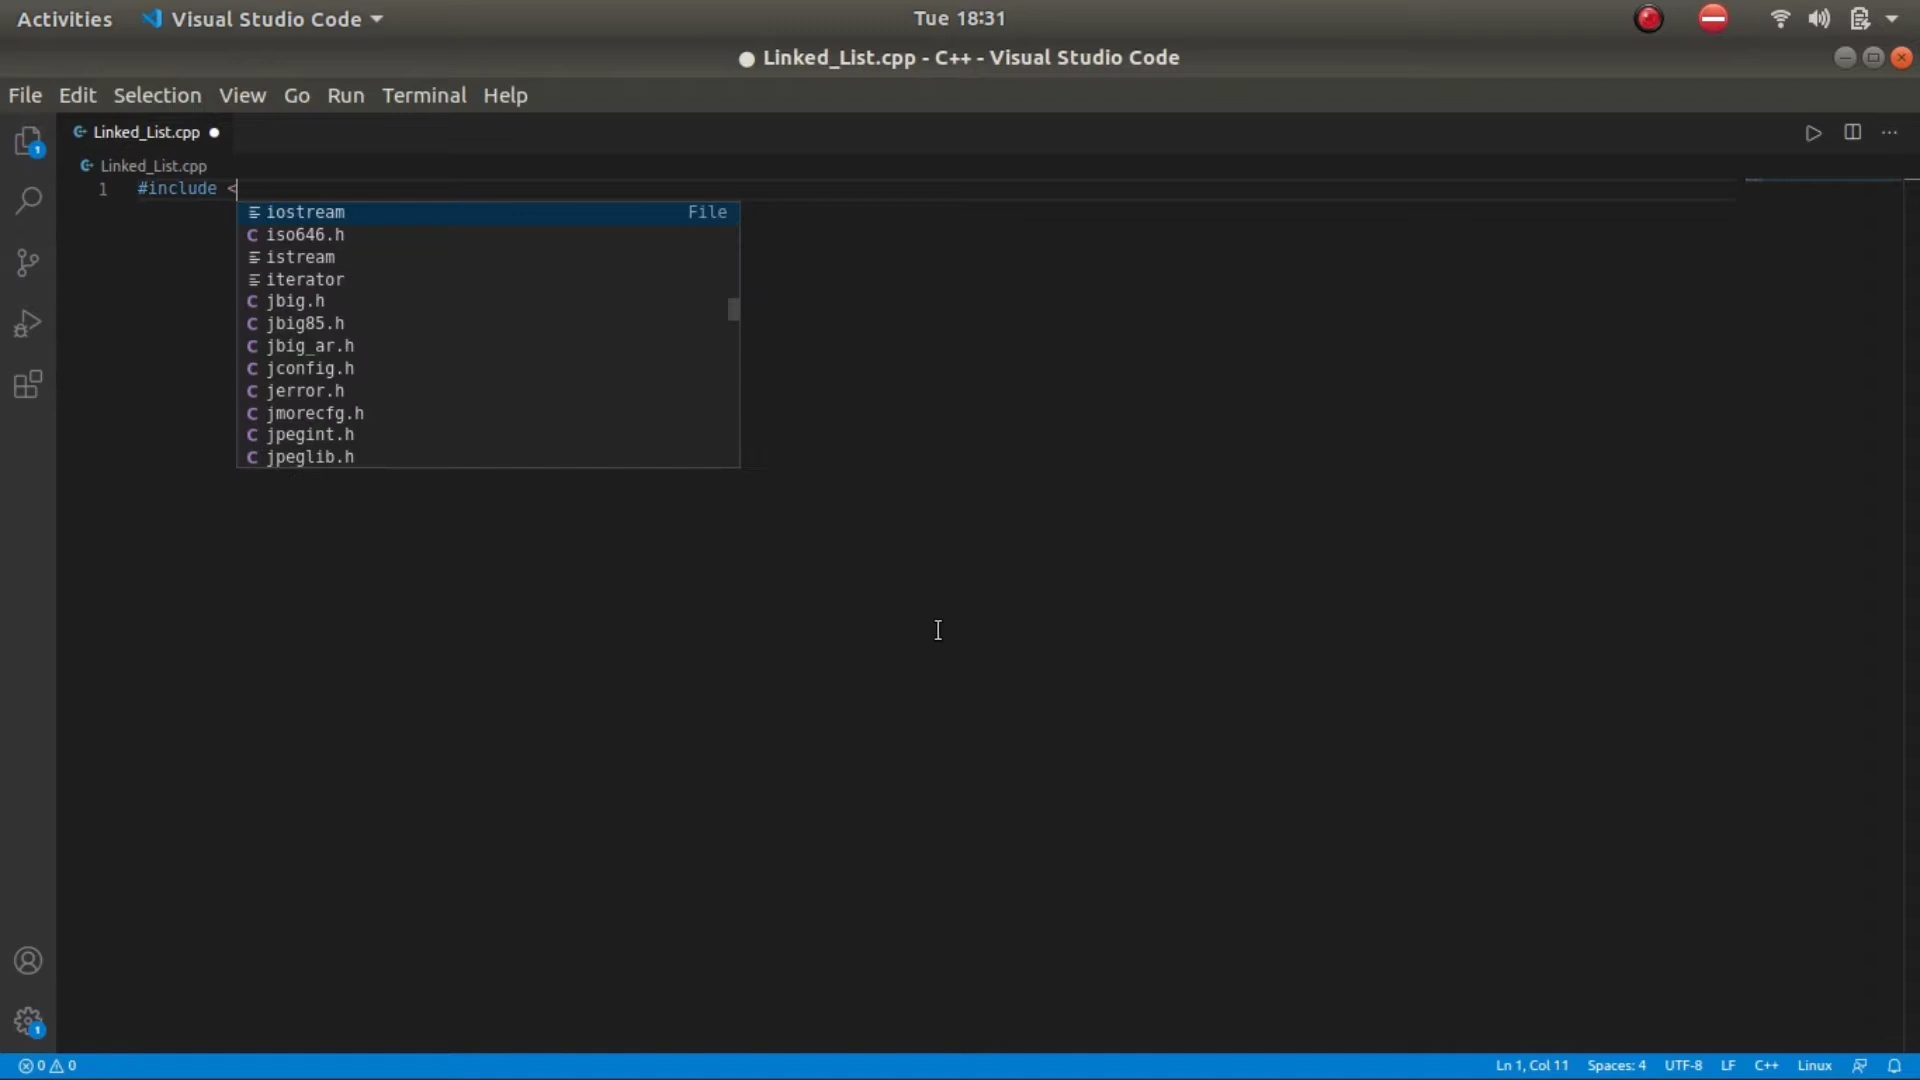 Activities Visual Studio Code Tue 18:31
● Linked_List.cpp - C++ - Visual Studio Code
File Edit Selection View Go Run Terminal Help
Linked_List.cpp
Linked_List.cpp
1 #include <
iostream File
iso646.h
istream
iterator
jbig.h
jbig85.h
jbig_ar.h
jconfig.h
jerror.h
jmorecfg.h
jpegint.h
jpeglib.h
1
1
0 0 Ln 1, Col 11 Spaces: 4 UTF-8 LF C++ Linux